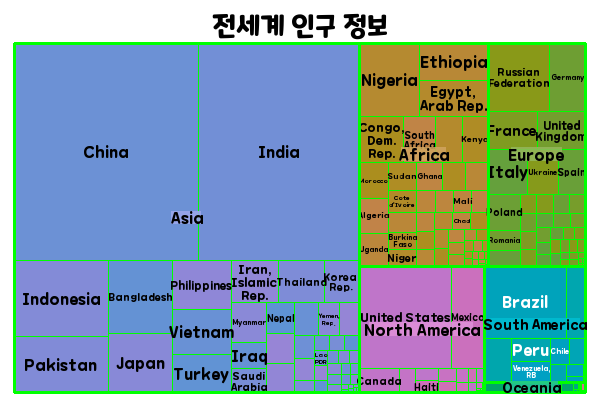 전세계 인구 정보
China
India
Asia
Indonesia
Pakistan
Bangladesh
Japan
Philippines
Vietnam
Turkey
Iran,
Islamic
Rep.
Thailand
Korea
Rep.
Myanmar
Nepal
Yemen,
Rep.
Iraq
Lao
PDR
Saudi
Arabia
Nigeria
Ethiopia
Egypt,
Arab Rep.
Congo,
Dem.
Rep.
South
Africa
Kenya
Africa
Morocco
Sudan
Ghana
Algeria
Cote
d'Ivoire
Mali
Chad
Uganda
Burkina
Faso
Niger
Russian
Federation
Germany
France
United
Kingdom
Europe
Italy
Ukraine
Spain
Poland
Romania
United States
Mexico
North America
Canada
Haiti
Brazil
South America
Peru
Chile
Venezuela,
RB
Oceania